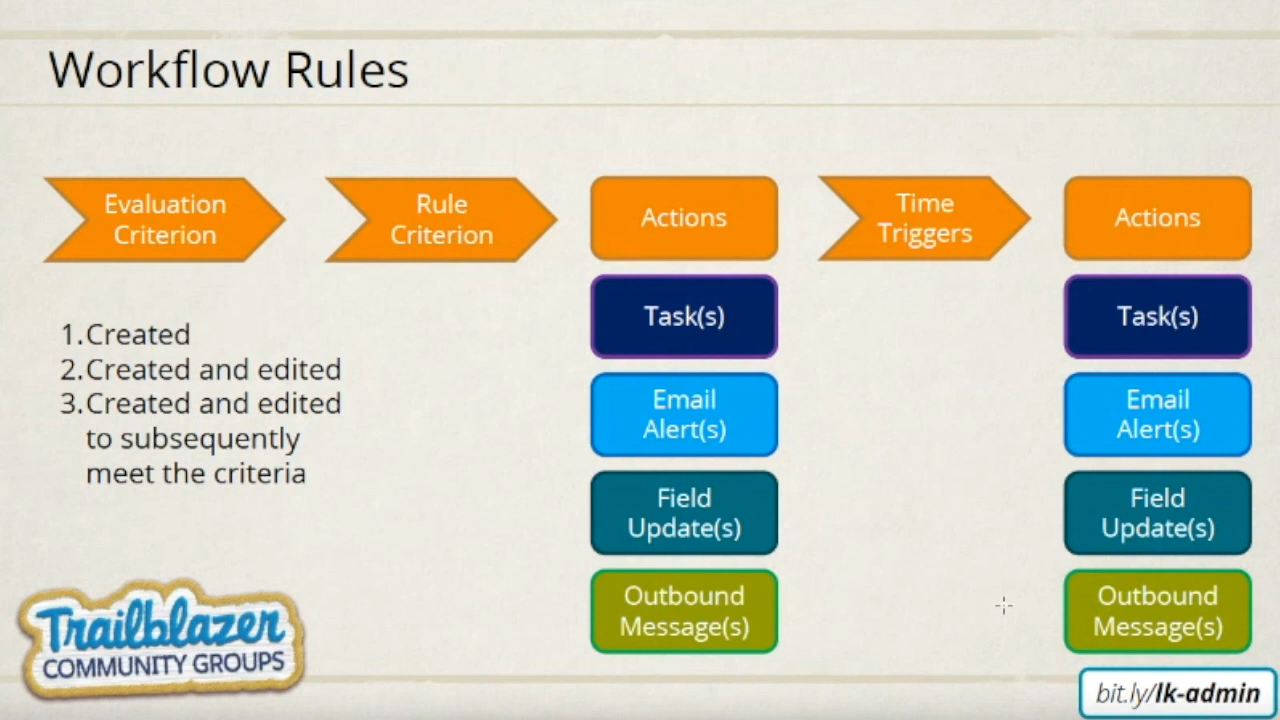 Workflow Rules
Evaluation
Criterion
Rule
Criterion
Actions
Time
Triggers
Actions
1.Created
2.Created and edited
3.Created and edited
to subsequently
meet the criteria
Task(s)
Email
Alert(s)
Field
Update(s)
Outbound
Message(s)
Task(s)
Email
Alert(s)
Field
Update(s)
Outbound
Message(s)
Trailblazer
COMMUNITY GROUPS
bit.ly/lk-admin